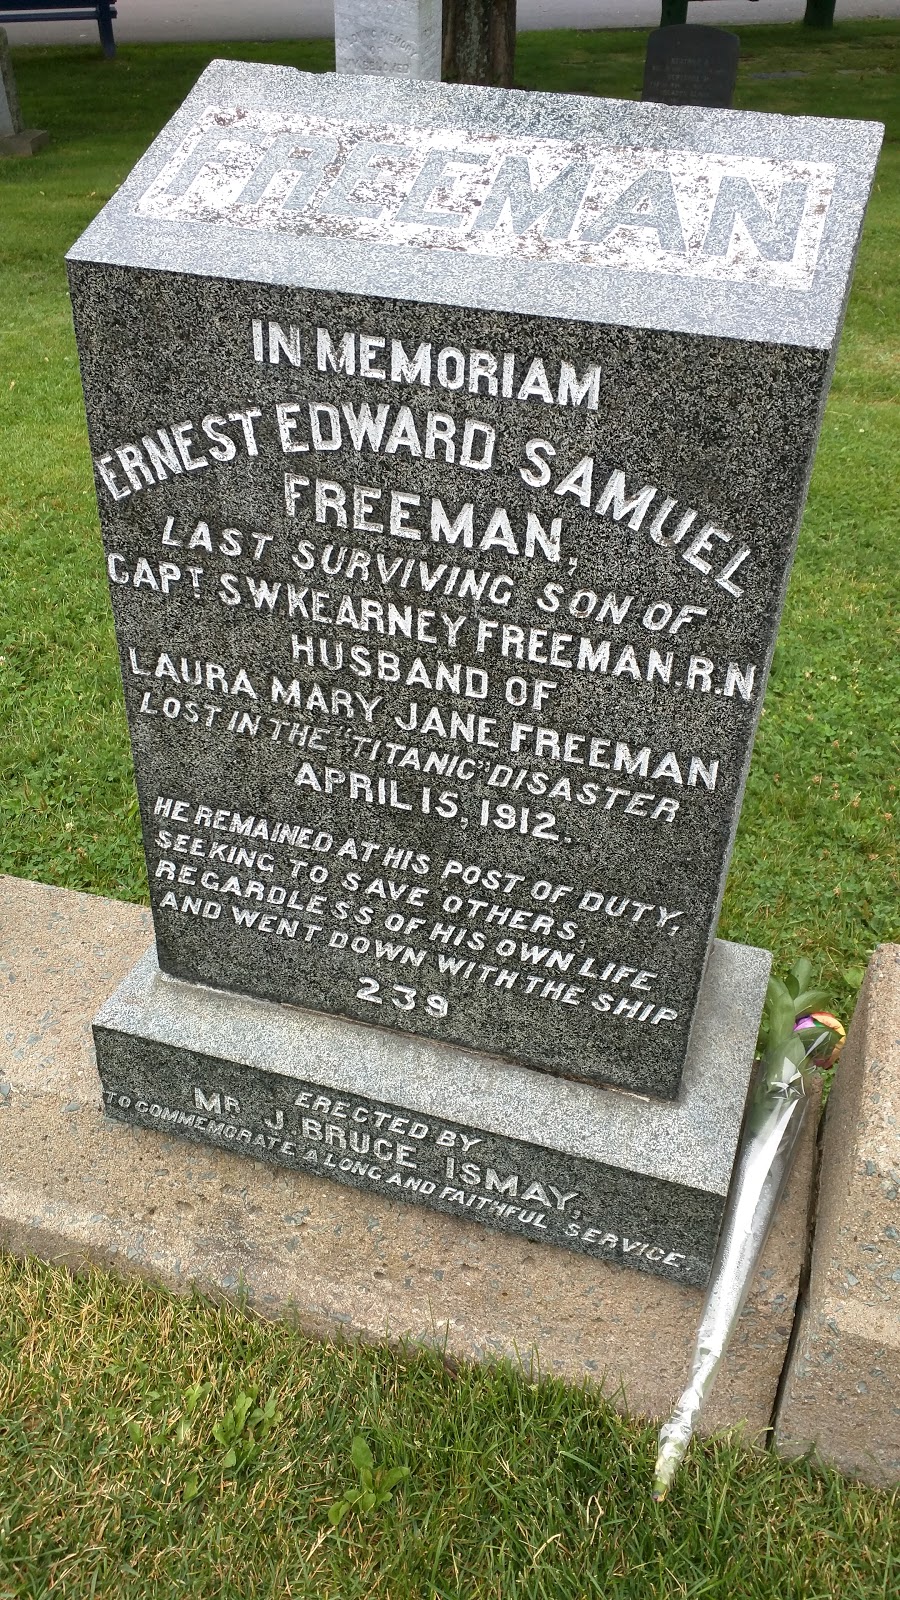 IN MEMORY
FREEMAN
IN MEMORIAM
ERNEST EDWARD SAMUEL
FREEMAN,
LAST SURVIVING SON OF
CAPT. S.W KEARNEY FREEMAN. R.N
HUSBAND OF
LAURA MARY JANE FREEMAN
LOST IN THE "TITANIC" DISASTER
APRIL 15, 1912.
HE REMAINED AT HIS POST OF DUTY,
SEEKING TO SAVE OTHERS,
REGARDLESS OF HIS OWN LIFE
AND WENT DOWN WITH THE SHIP
239
ERECTED BY
MR J. BRUCE ISMAY,
TO COMMEMORATE A LONG AND FAITHFUL SERVICE.